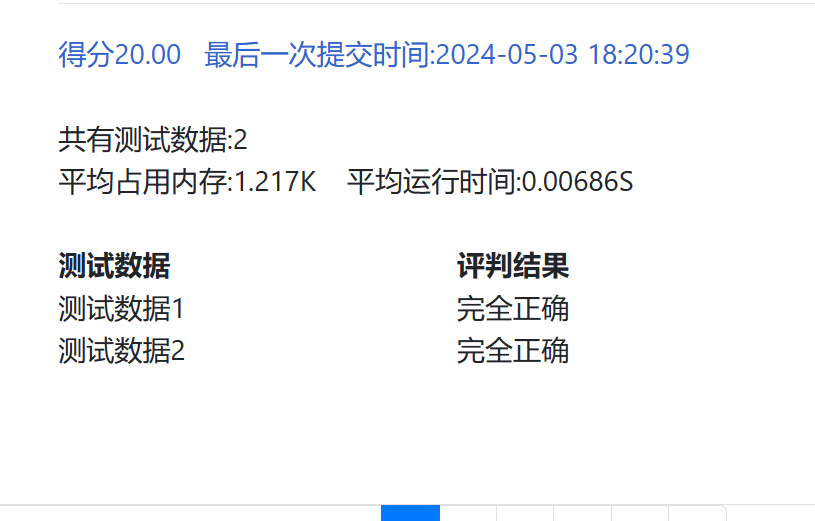 得分20.00 最后一次提交时间:2024-05-03 18:20:39
共有测试数据:2
平均占用内存:1.217K 平均运行时间:0.00686S
测试数据 评判结果
测试数据1 完全正确
测试数据2 完全正确